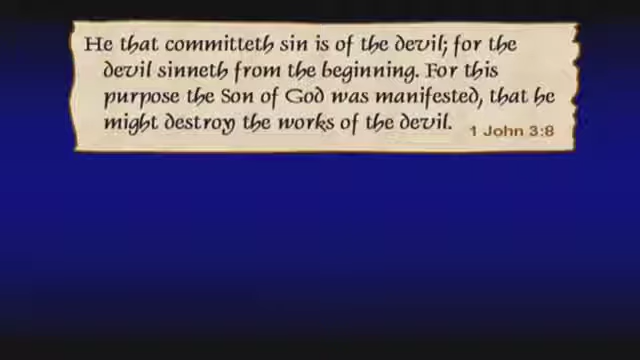 He that committeth sin is of the devil; for the
devil sinneth from the beginning. For this
purpose the Son of God was manifested, that he
might destroy the works of the devil. 1 John 3:8